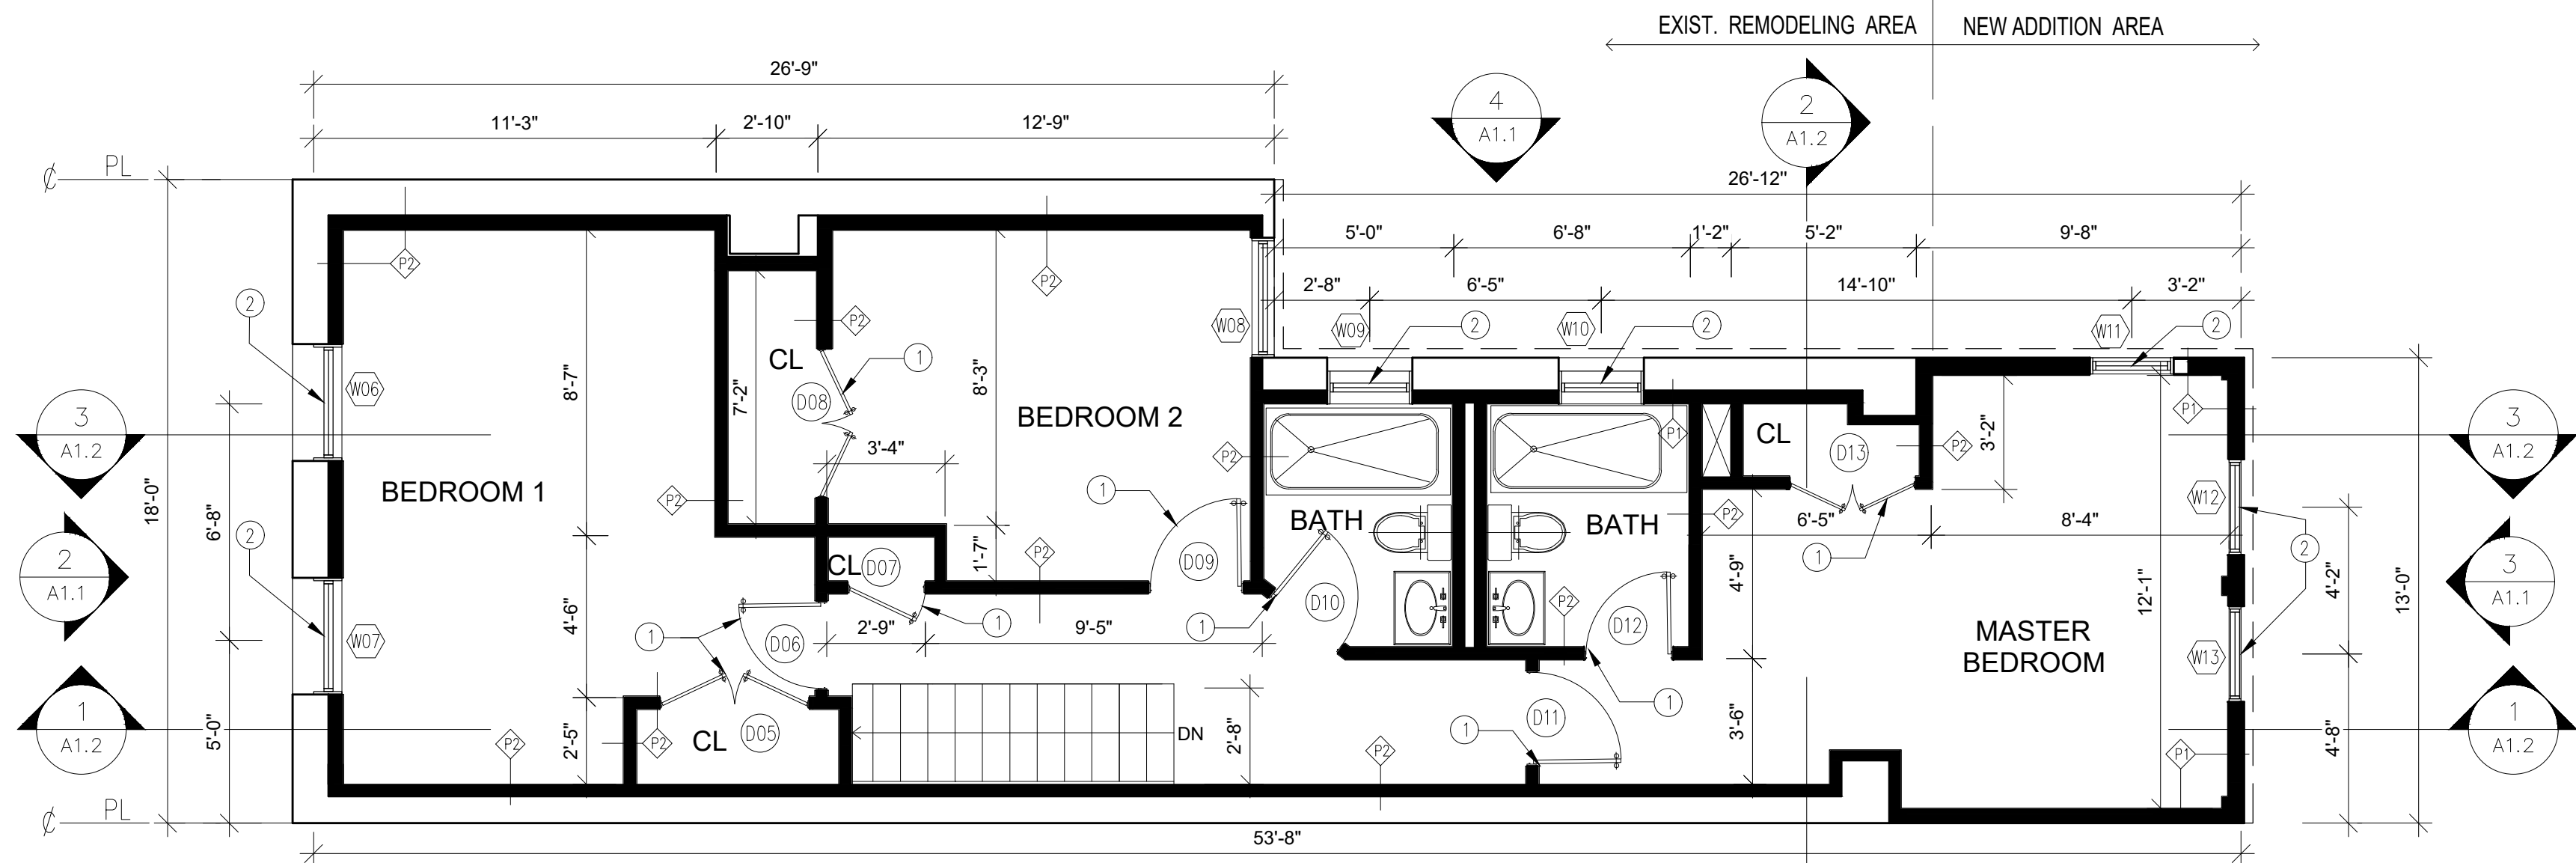 EXIST. REMODELING AREA
NEW ADDITION AREA
26'-9"
11'-3"
2'-10"
12'-9"
4
A1.1
2
A1.2
₵ PL
26'-12"
5'-0"
6'-8"
1'-2"
5'-2"
9'-8"
2'-8"
6'-5"
14'-10"
3'-2"
P2
P2
P2
2
W08
W09
2
W10
2
W11
2
W06
CL
1
D08
7'-2"
8'-7"
8'-3"
3'-4"
BEDROOM 2
P1
3
A1.2
18'-0"
6'-8"
BEDROOM 1
P2
1
P2
P1
CL
D13
P2
3'-2"
3
A1.2
W12
BATH
BATH
P2
6'-5"
8'-4"
1
2
2
2
A1.1
CL
D07
1'-7"
P2
D09
D10
P2
D12
4'-9"
12'-1"
4'-2"
13'-0"
3
A1.1
W07
4'-6"
1
D06
2'-9"
1
9'-5"
1
MASTER
BEDROOM
W13
1
1
A1.2
5'-0"
2'-5"
P2
P2
CL
D05
DN
2'-8"
P2
1
D11
3'-6"
P1
4'-8"
1
A1.2
₵ PL
53'-8"